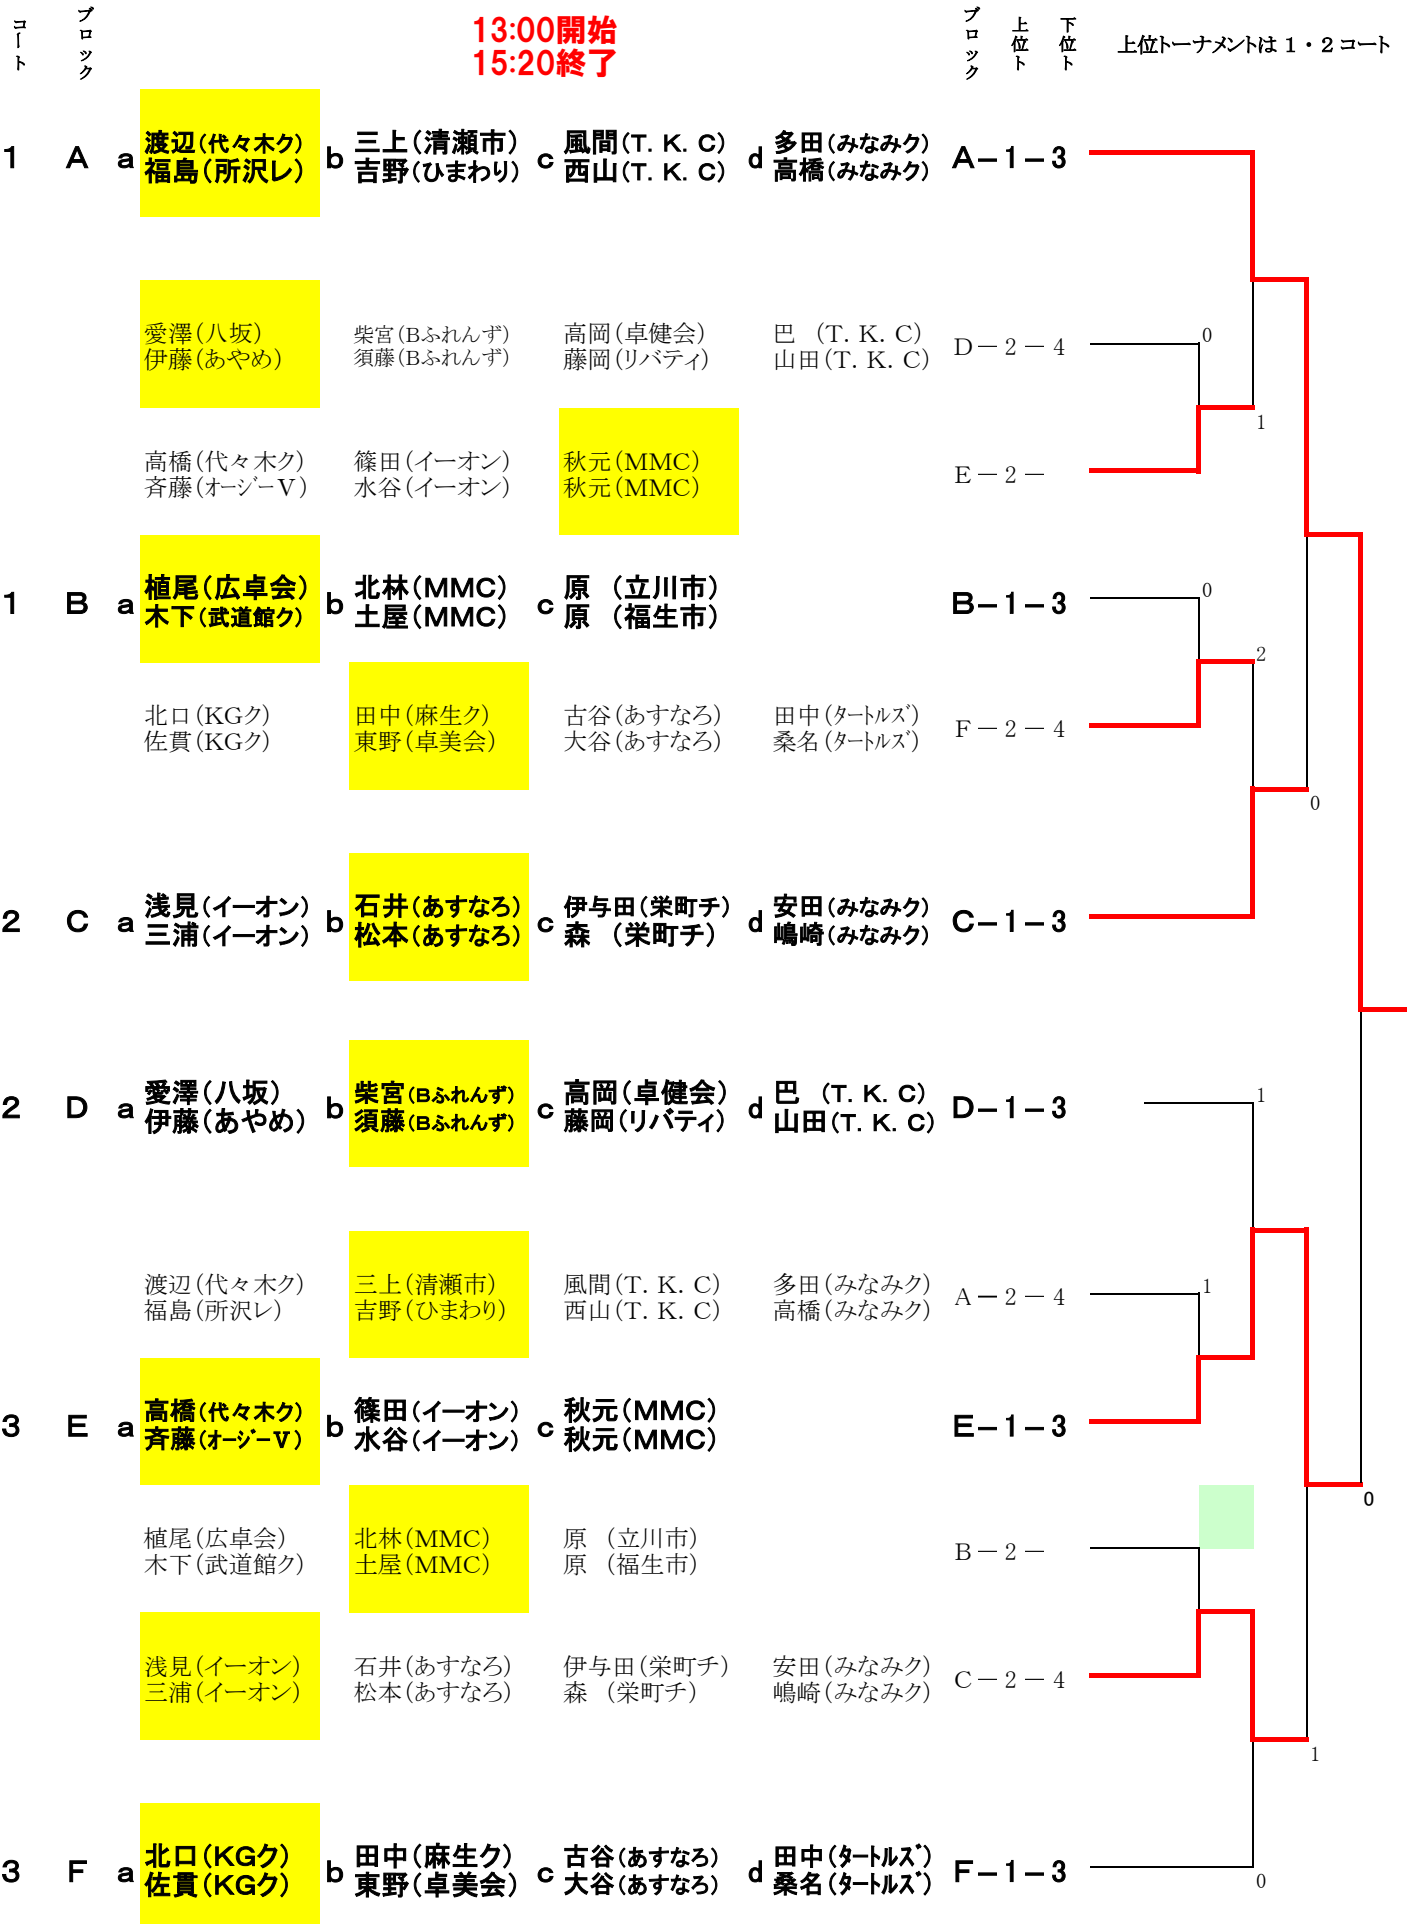 コート ブロック 13:00開始 ブロック 上位ト 下位ト 上位トーナメントは 1・2 コート
15:20終了
1 A a 渡辺(代々木ク) b 三上(清瀬市) c 風間(T. K. C) d 多田(みなみク) A-1-3
福島(所沢レ) 吉野(ひまわり) 西山(T. K. C) 高橋(みなみク)
愛澤(八坂) 柴宮(Bふれんず) 高岡(卓健会) 巴 (T. K. C) D-2-4 0
伊藤(あやめ) 須藤(Bふれんず) 藤岡(リバティ) 山田(T. K. C)
1
高橋(代々木ク) 篠田(イーオン) 秋元(MMC) E-2-
斉藤(オージーV) 水谷(イーオン) 秋元(MMC)
1 B a 植尾(広卓会) b 北林(MMC) c 原 (立川市) B-1-3 0
木下(武道館ク) 土屋(MMC) 原 (福生市)
2
北口(KGク) 田中(麻生ク) 古谷(あすなろ) 田中(タートルズ) F-2-4
佐貫(KGク) 東野(卓美会) 大谷(あすなろ) 桑名(タートルズ)
0
2 C a 浅見(イーオン) b 石井(あすなろ) c 伊与田(栄町チ) d 安田(みなみク) C-1-3
三浦(イーオン) 松本(あすなろ) 森 (栄町チ) 嶋崎(みなみク)
2 D a 愛澤(八坂) b 柴宮(Bふれんず) c 高岡(卓健会) d 巴 (T. K. C) D-1-3 1
伊藤(あやめ) 須藤(Bふれんず) 藤岡(リバティ) 山田(T. K. C)
渡辺(代々木ク) 三上(清瀬市) 風間(T. K. C) 多田(みなみク) A-2-4 1
福島(所沢レ) 吉野(ひまわり) 西山(T. K. C) 高橋(みなみク)
3 E a 高橋(代々木ク) b 篠田(イーオン) c 秋元(MMC) E-1-3
斉藤(オージーV) 水谷(イーオン) 秋元(MMC)
0
植尾(広卓会) 北林(MMC) 原 (立川市) B-2-
木下(武道館ク) 土屋(MMC) 原 (福生市)
浅見(イーオン) 石井(あすなろ) 伊与田(栄町チ) 安田(みなみク) C-2-4
三浦(イーオン) 松本(あすなろ) 森 (栄町チ) 嶋崎(みなみク)
1
3 F a 北口(KGク) b 田中(麻生ク) c 古谷(あすなろ) d 田中(タートルズ) F-1-3
佐貫(KGク) 東野(卓美会) 大谷(あすなろ) 桑名(タートルズ) 0